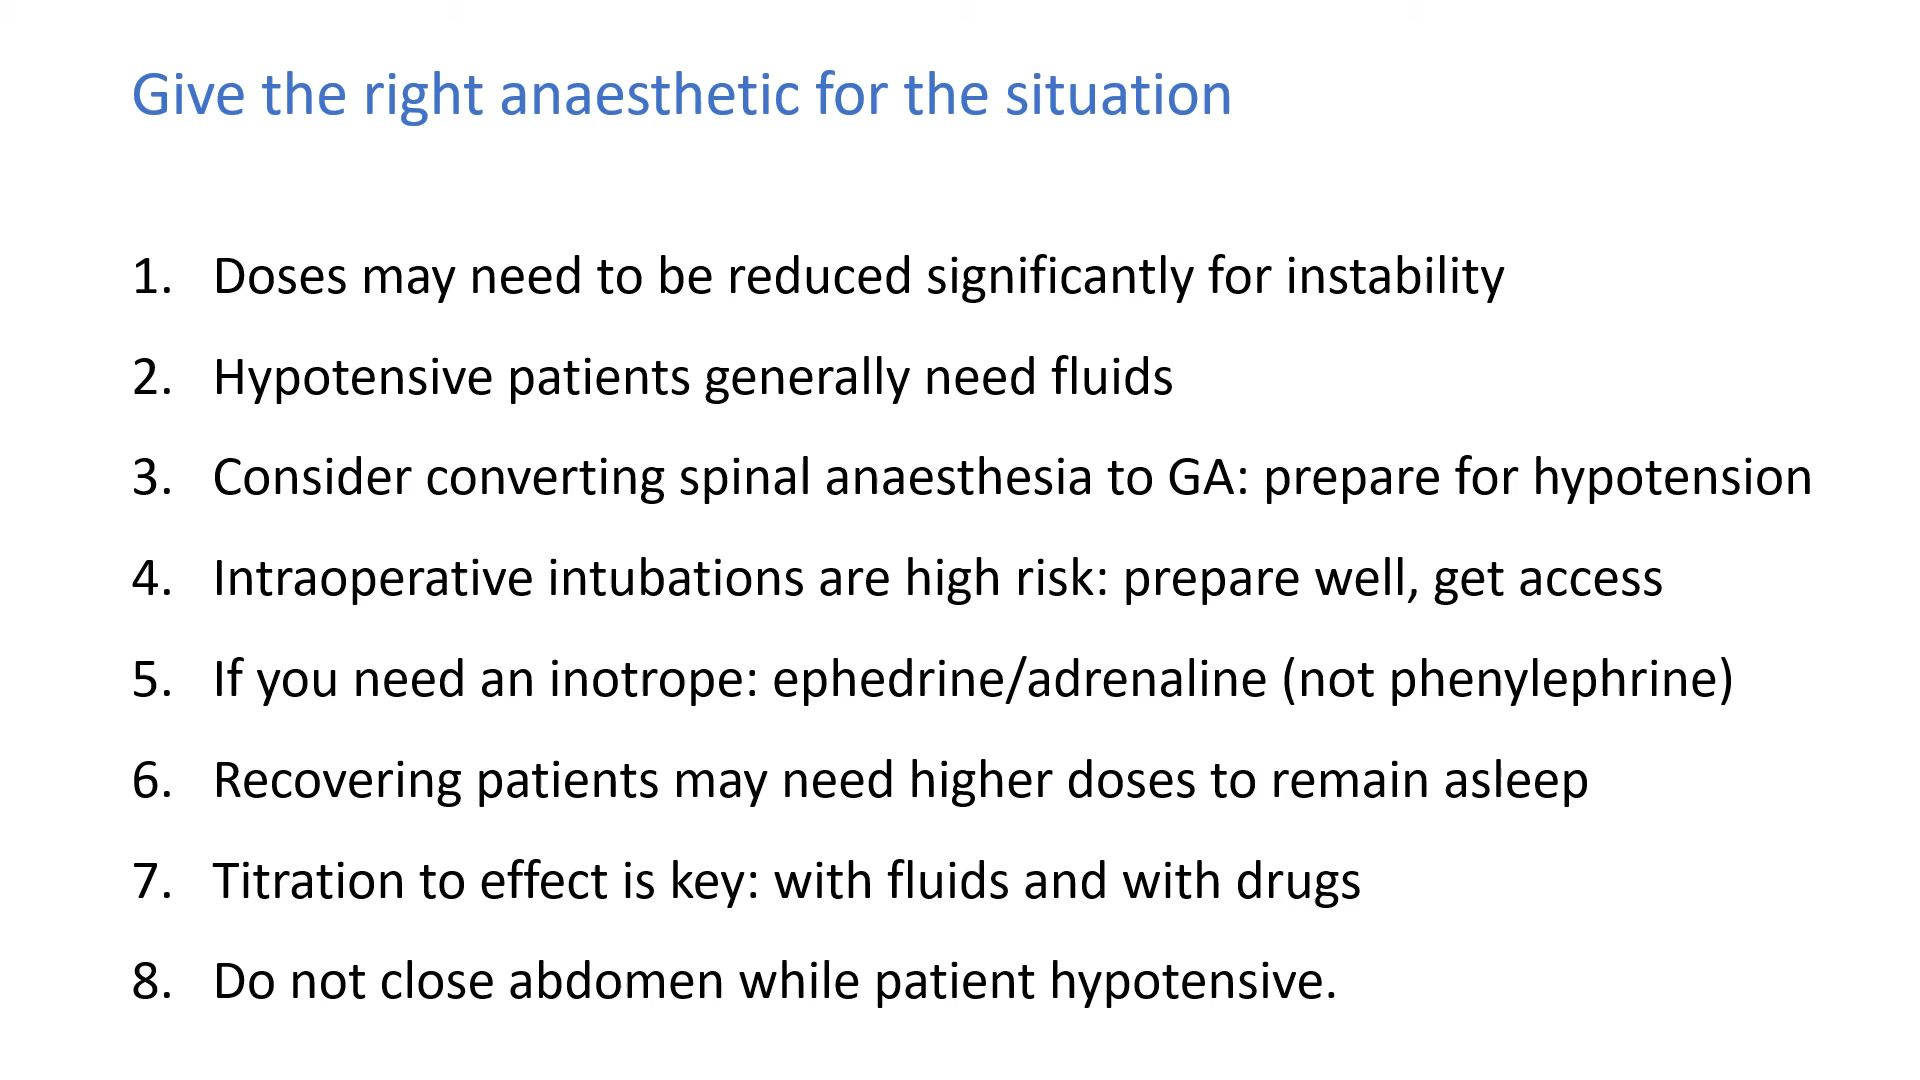 Give the right anaesthetic for the situation
1. Doses may need to be reduced significantly for instability
2. Hypotensive patients generally need fluids
3. Consider converting spinal anaesthesia to GA: prepare for hypotension
4. Intraoperative intubations are high risk: prepare well, get access
5. If you need an inotrope: ephedrine/adrenaline (not phenylephrine)
6. Recovering patients may need higher doses to remain asleep
7. Titration to effect is key: with fluids and with drugs
8. Do not close abdomen while patient hypotensive.